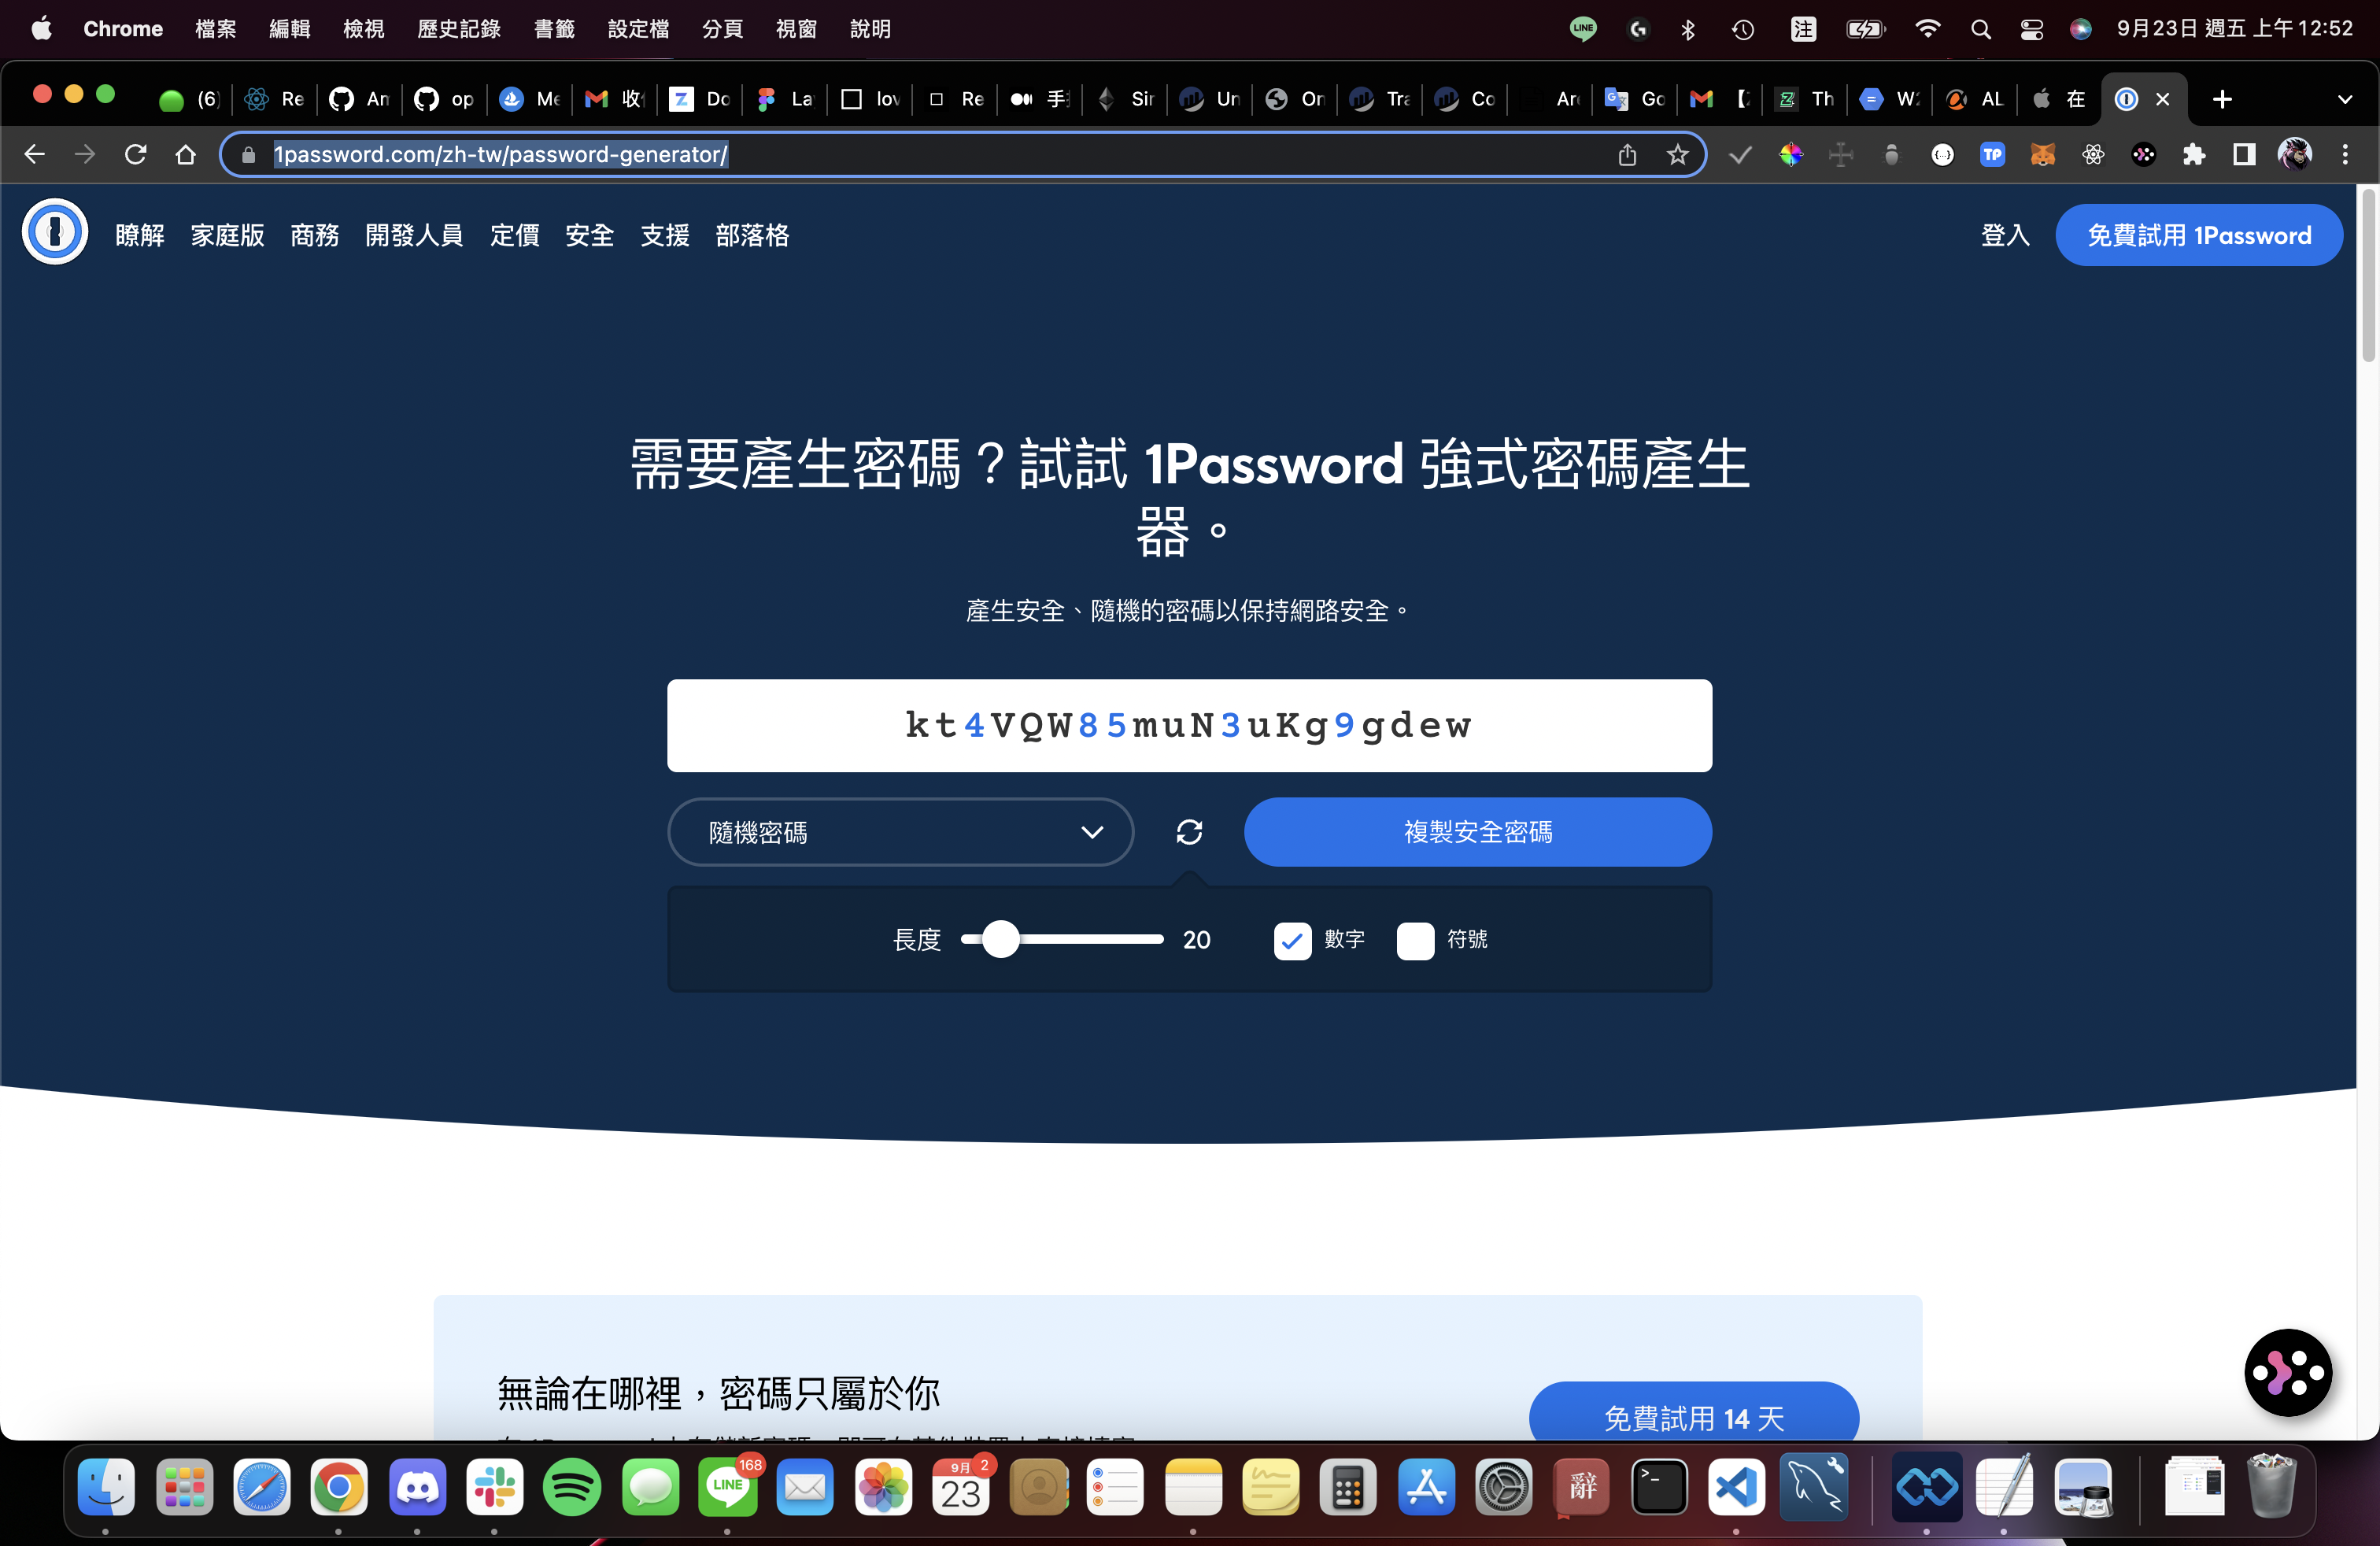 Chrome 檔案 編輯 檢視 歷史記錄 書籤 設定檔 分頁 視窗 說明 LINE 注 9月23日 週五 上午12:52
(6) Re An op Me 收 Do La lov Re 手 Sir Un On Tra Co Arc Go Th W AL 在
1password.com/zh-tw/password-generator/ TP
瞭解 家庭版 商務 開發人員 定價 安全 支援 部落格 登入 免費試用 1Password
需要產生密碼？試試 1Password 強式密碼產生
器。
產生安全、隨機的密碼以保持網路安全。
kt4VQW85muN3uKg9gdew
隨機密碼 複製安全密碼
長度 20 數字 符號
無論在哪裡，密碼只屬於你
免費試用 14 天
LINE 168 9月 2 23 辭